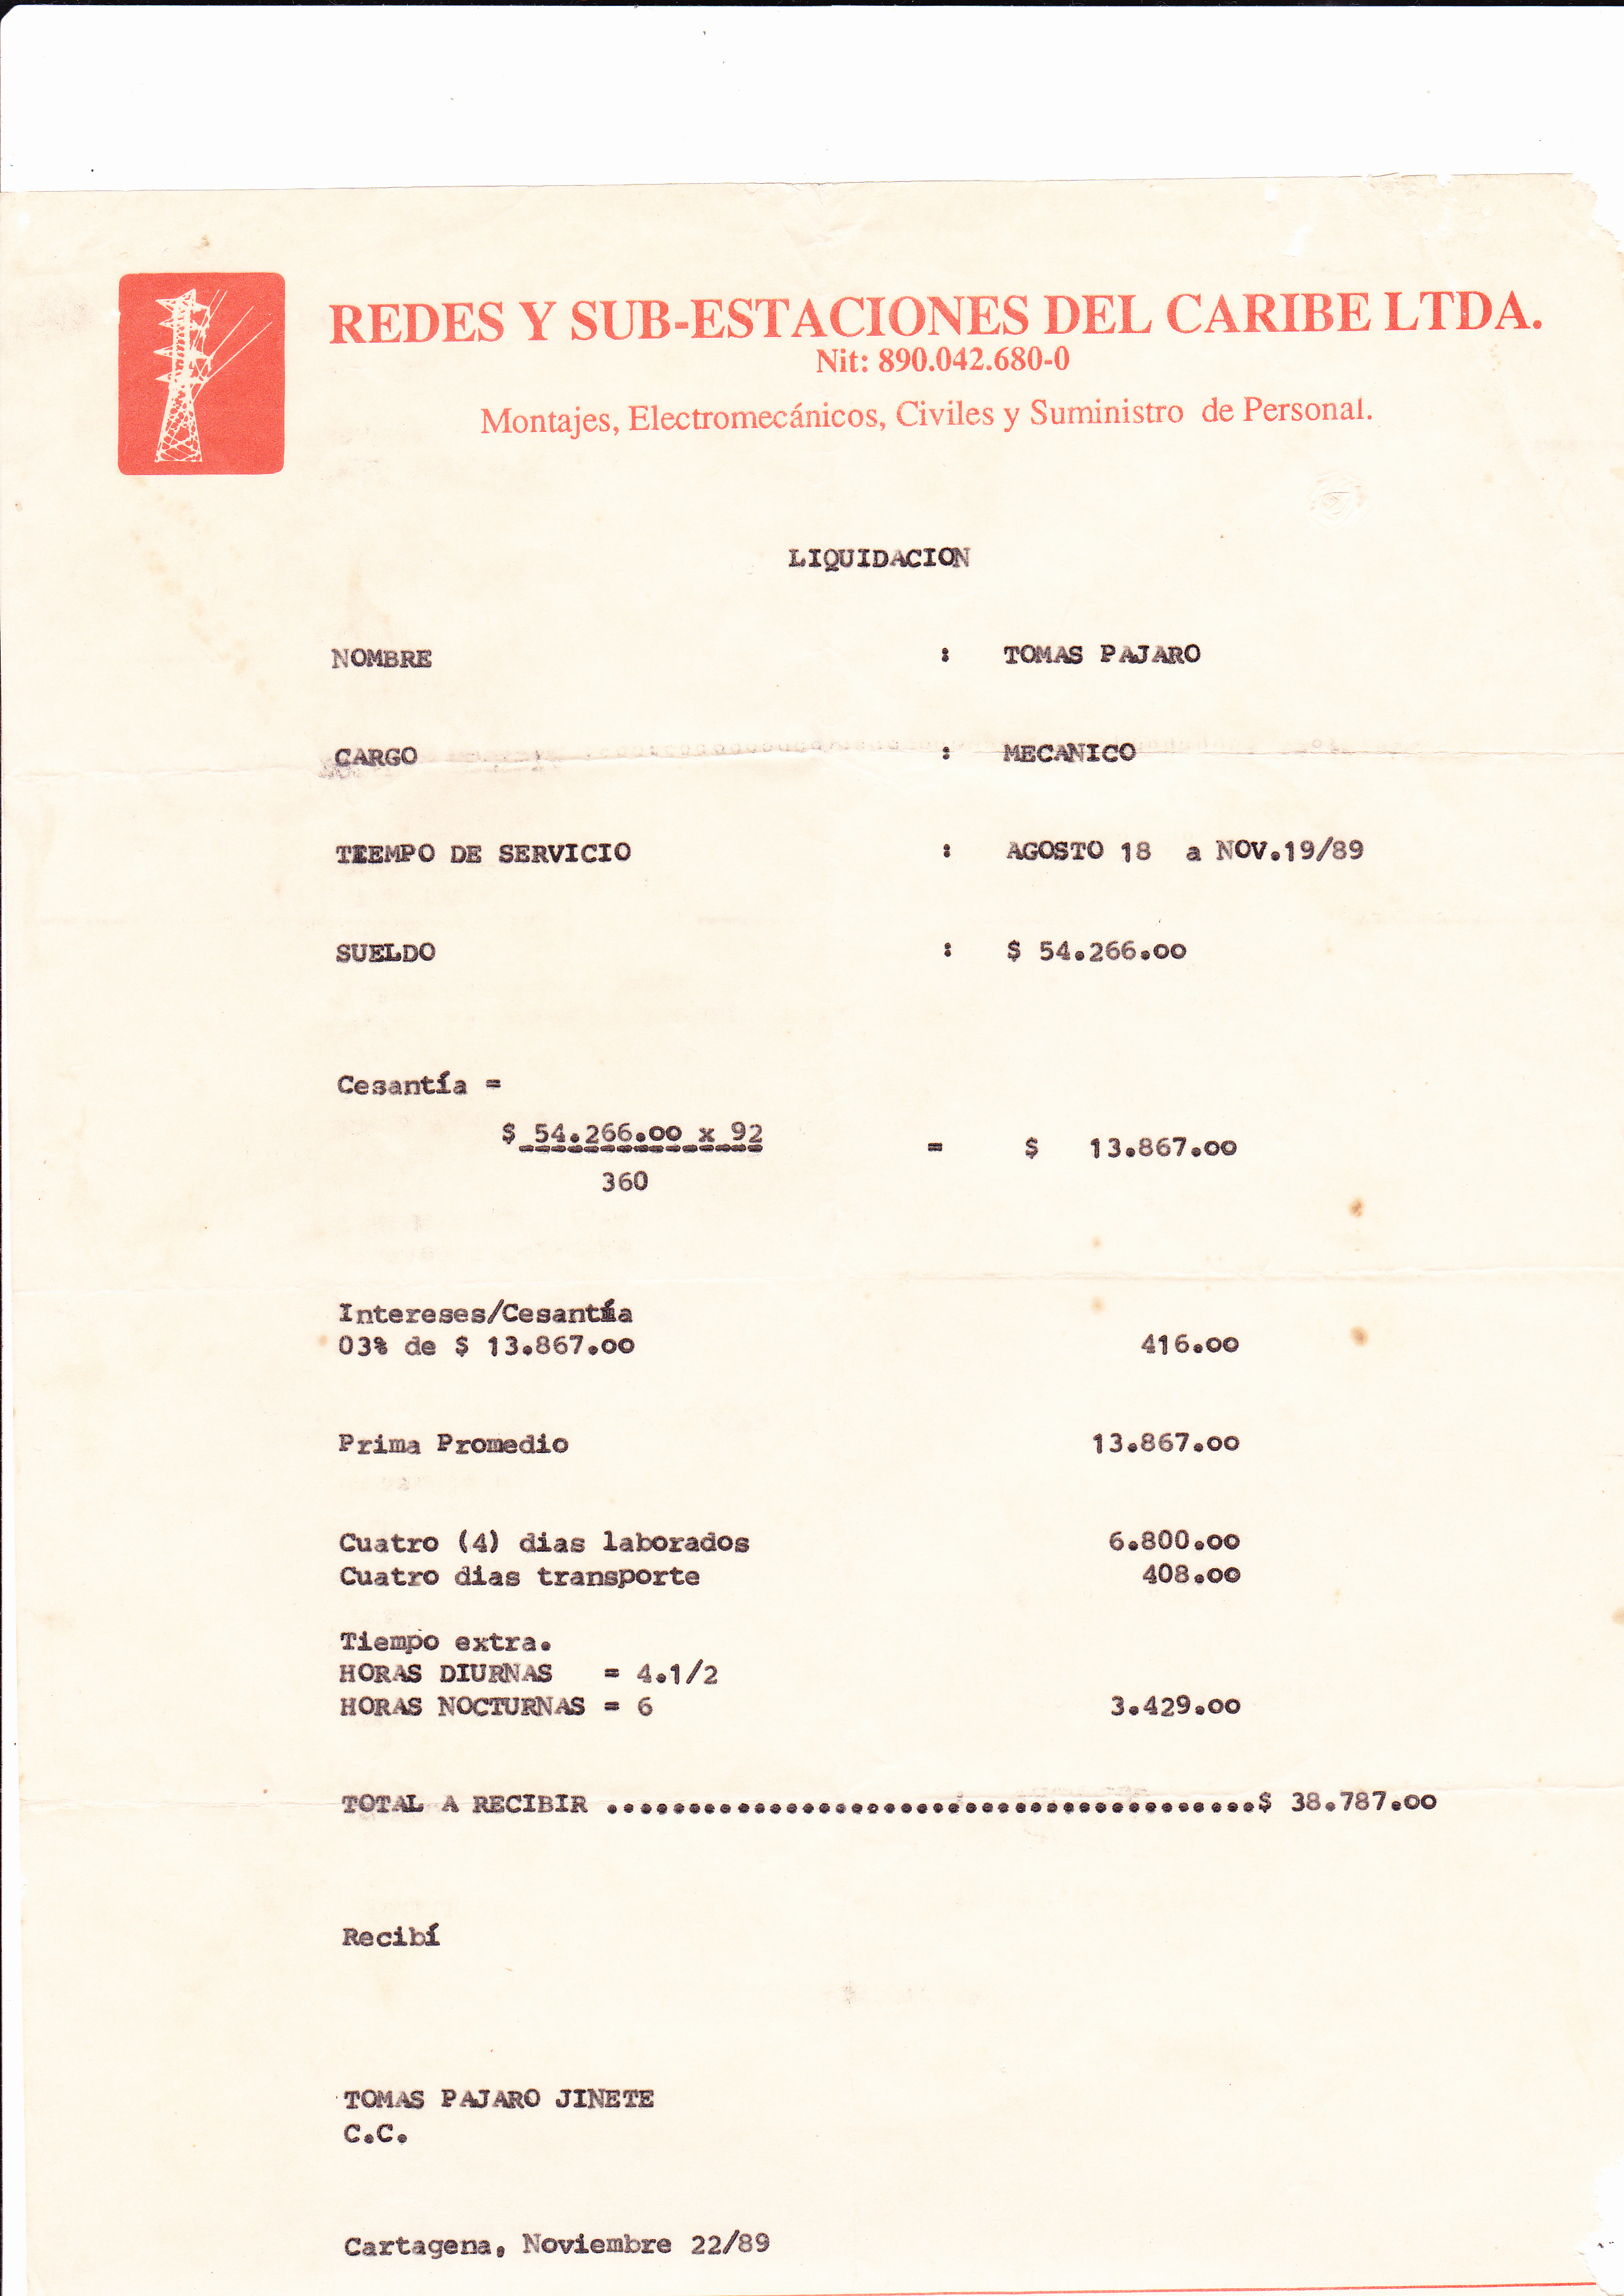 REDES Y SUB-ESTACIONES DEL CARIBE LTDA.
Nit: 890.042.680-0
Montajes, Electromecánicos, Civiles y Suministro de Personal.
LIQUIDACION
NOMBRE : TOMAS PAJARO
CARGO : MECANICO
TIEMPO DE SERVICIO : AGOSTO 18 a NOV.19/89
SUELDO : $ 54.266.oo
Cesantía =
$ 54.266.oo x 92
---------------
= $ 13.867.oo
360
Intereses/Cesantía
03% de $ 13.867.oo 416.oo
Prima Promedio 13.867.oo
Cuatro (4) dias laborados 6.800.oo
Cuatro dias transporte 408.oo
Tiempo extra.
HORAS DIURNAS = 4.1/2
HORAS NOCTURNAS = 6 3.429.oo
TOTAL A RECIBIR ........................................$ 38.787.oo
Recibí
TOMAS PAJARO JINETE
C.C.
Cartagena, Noviembre 22/89